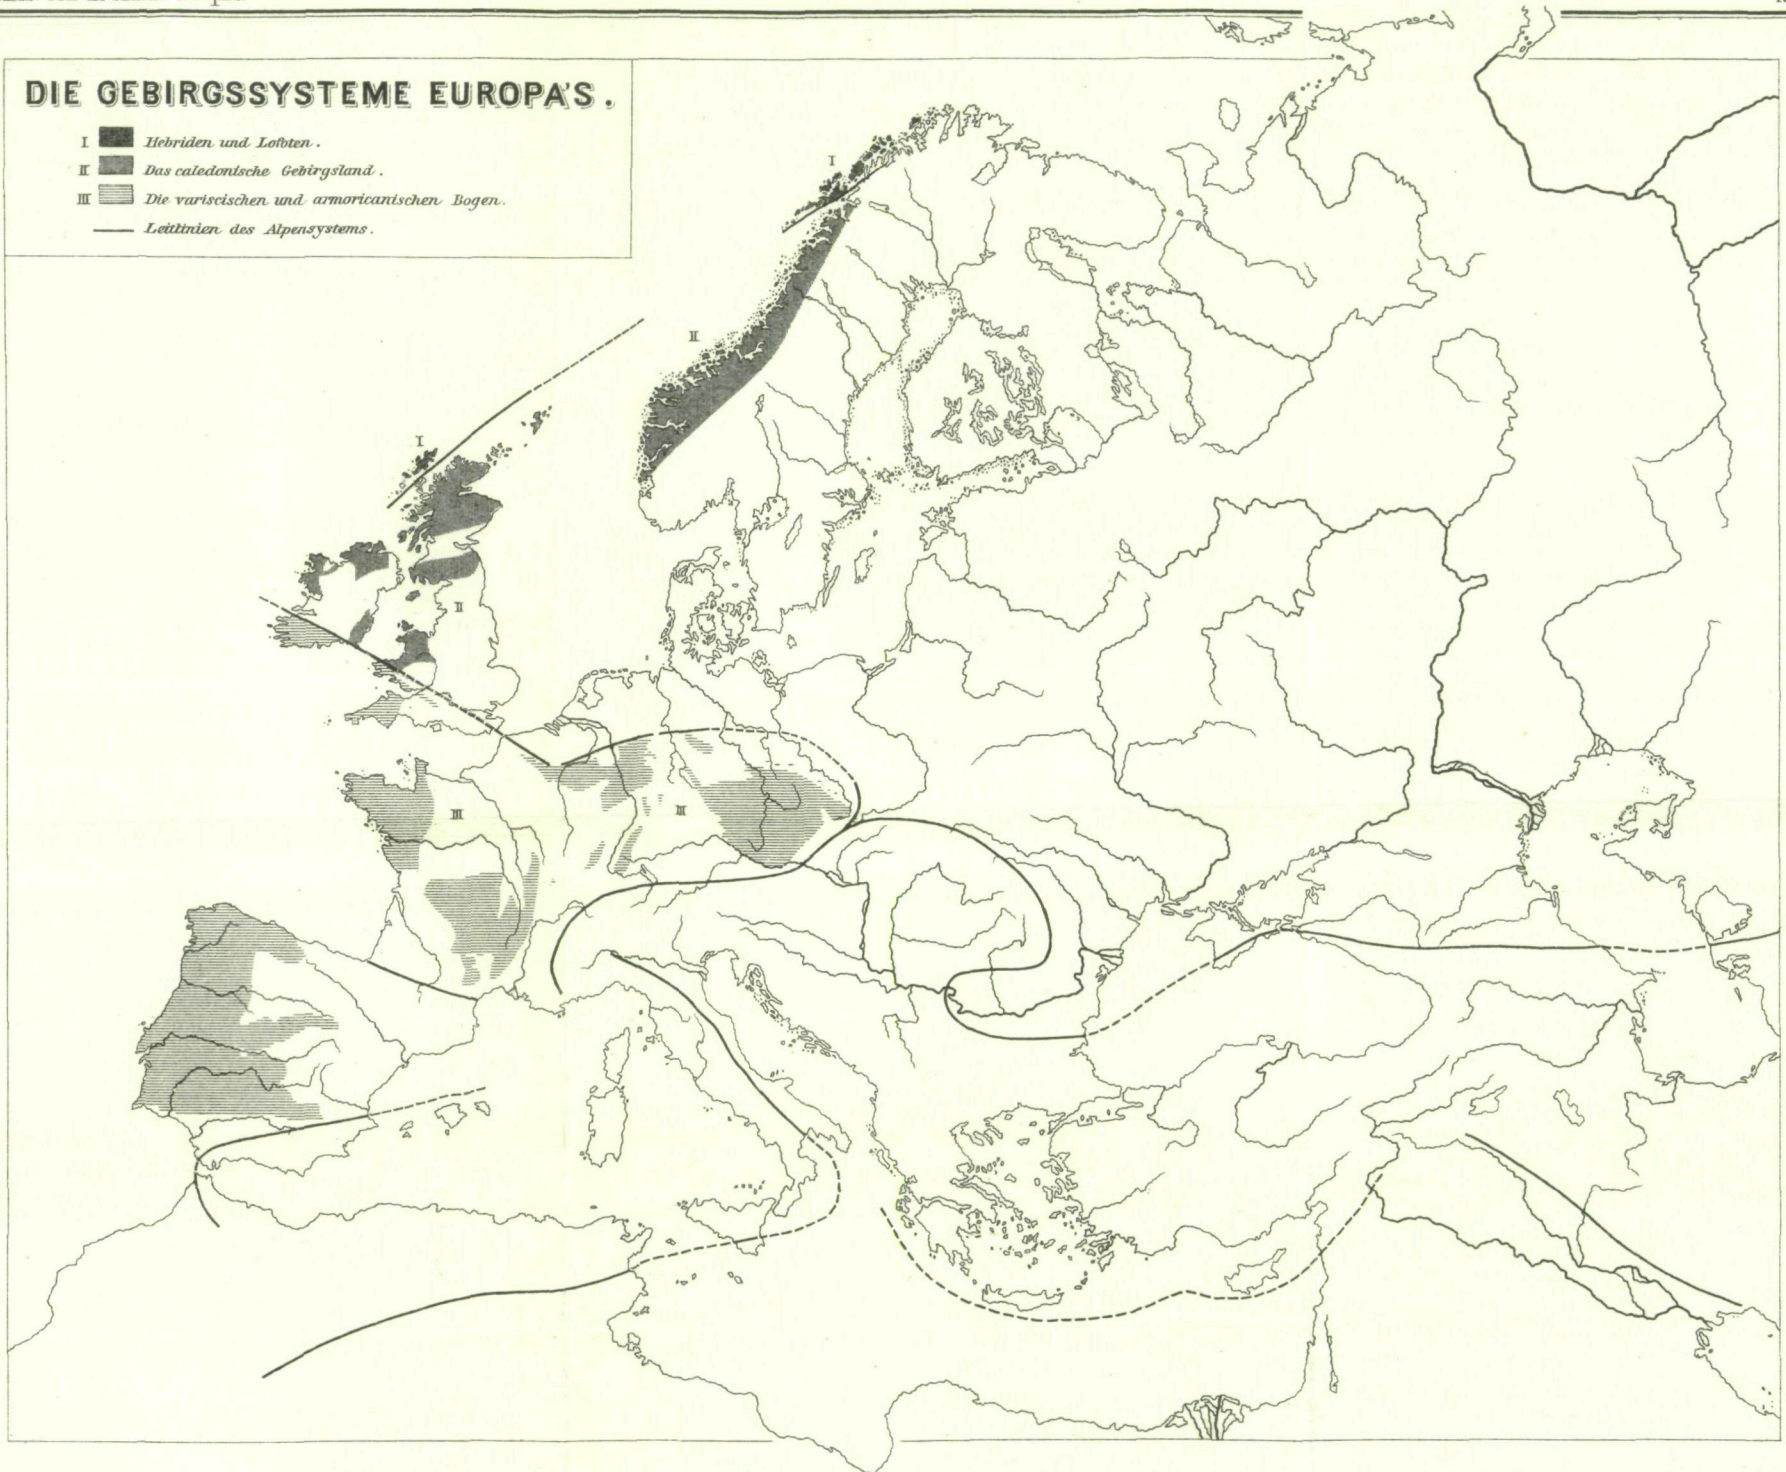 DIE GEBIRGSSYSTEME EUROPA'S.
I Hebriden und Lofoten.
II Das caledonische Gebirgsland.
III Die variscischen und armoricanischen Bogen.
Leitlinien des Alpensystems.
I
II
I
II
III
III